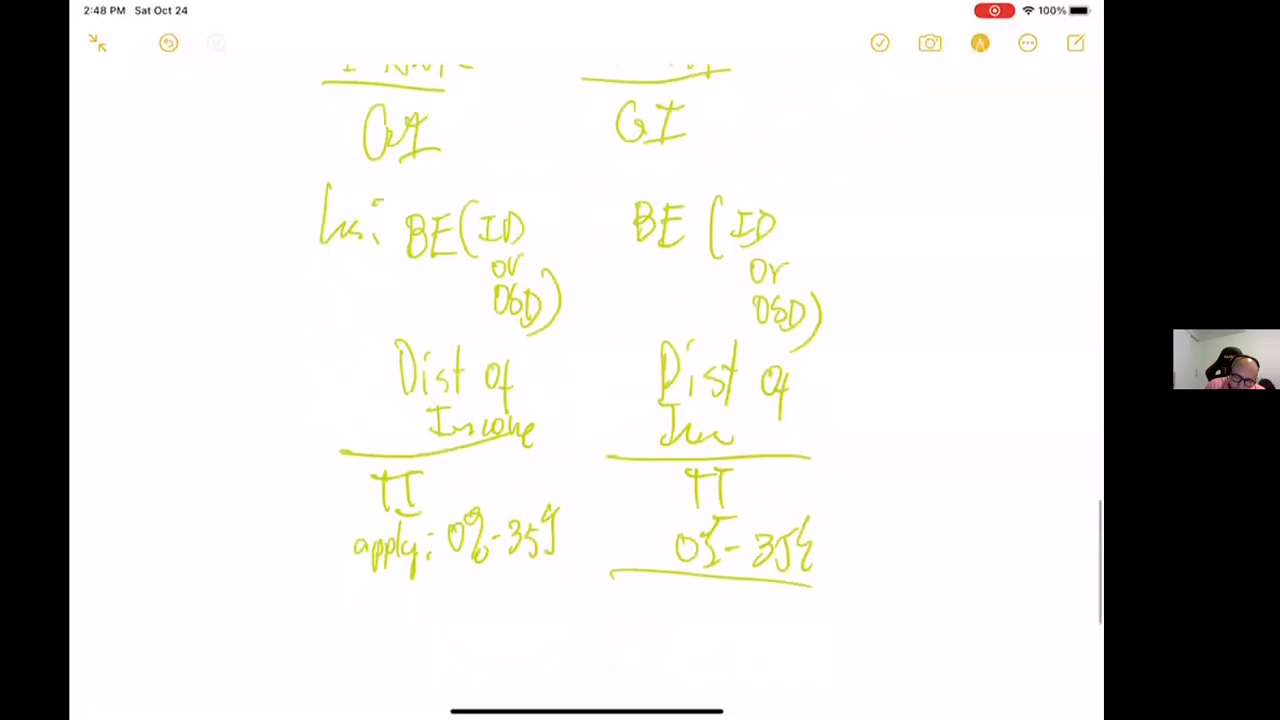 2:48 PM Sat Oct 24 100%
GI GI
Less: BE (ID BE (ID
or or
OSD) OSD)
Dist of Dist of
Income Inc
TI TI
apply: 0%-35% 0%-35%